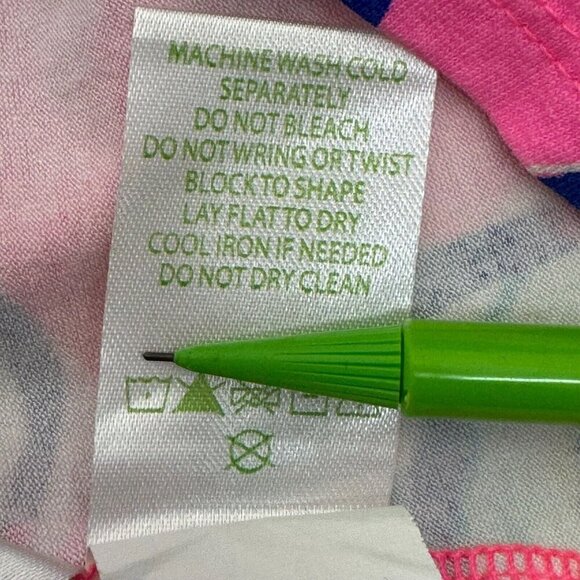 MACHINE WASH COLD
SEPARATELY
DO NOT BLEACH
DO NOT WRING OR TWIST
BLOCK TO SHAPE
LAY FLAT TO DRY
COOL IRON IF NEEDED
DO NOT DRY CLEAN